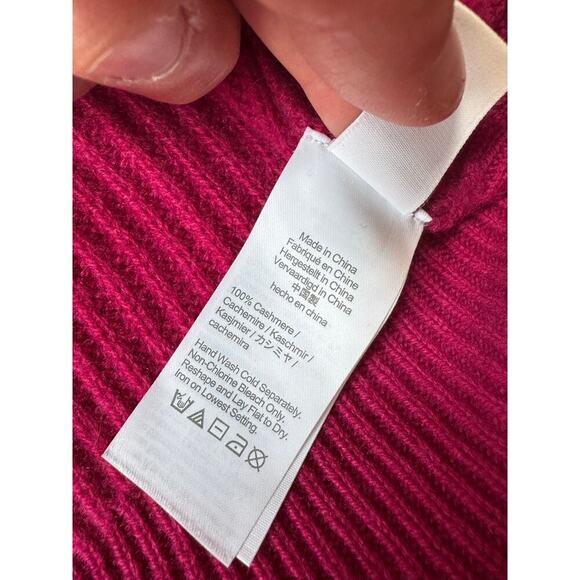 Made in China
Fabriqué en Chine
Hergestellt in China
Vervaardigd in China
中国製
hecho en china
100% Cashmere /
Cachemire / Kaschmir /
Kasjmier / カシミヤ /
cachemira
Hand Wash Cold Separately.
Non-Chlorine Bleach Only.
Reshape and Lay Flat to Dry.
Iron on Lowest Setting.